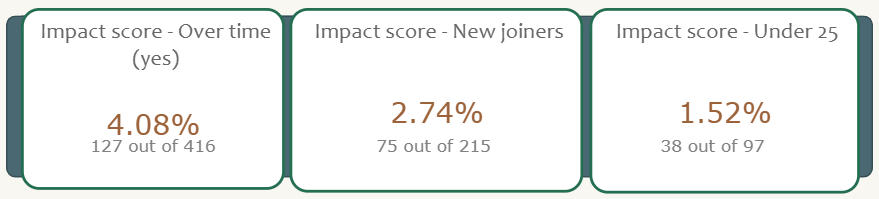 Impact score - Over time
(yes)
4.08%
127 out of 416
Impact score - New joiners
2.74%
75 out of 215
Impact score - Under 25
1.52%
38 out of 97